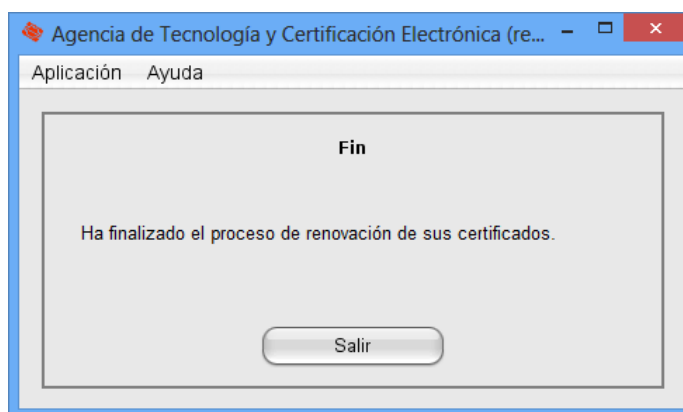 Agencia de Tecnología y Certificación Electrónica (re...
Aplicación Ayuda
Fin
Ha finalizado el proceso de renovación de sus certificados.
Salir